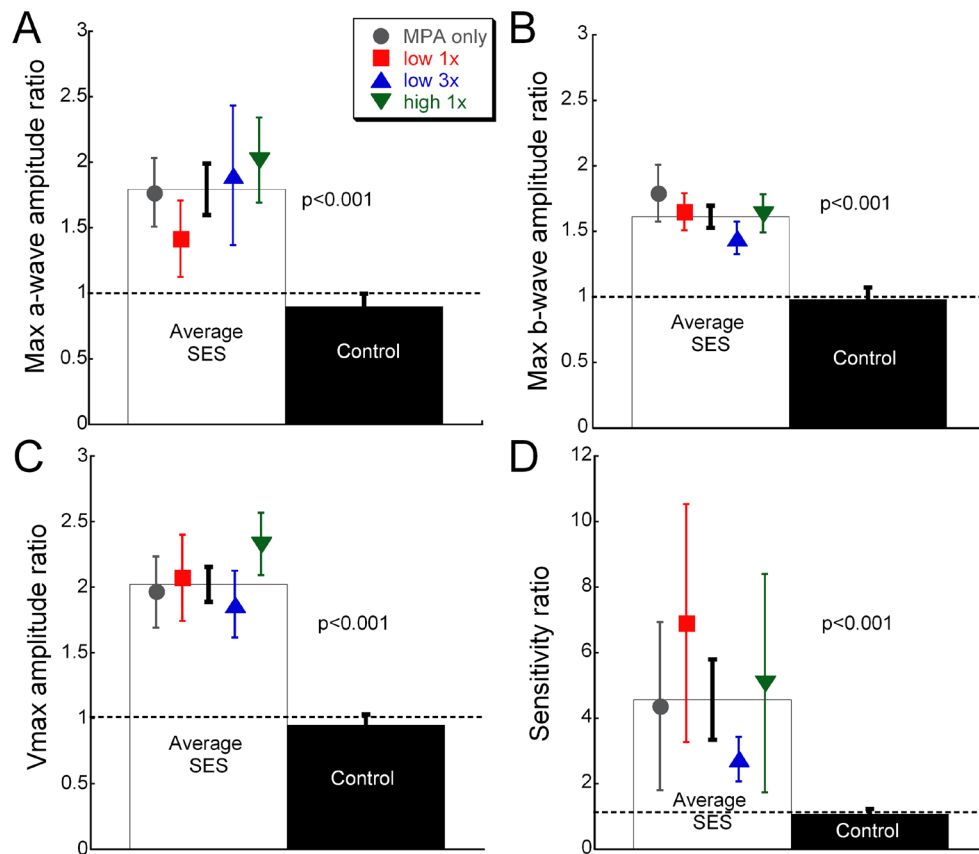 A
Max a-wave ampitude ratio
3
2.5
2
1.5
1
0.5
0
MPA only
low 1x
low 3x
high 1x
p<0.001
Average
SES
Control
B
Max b-wave amplitude ratio
3
2.5
2
1.5
1
0.5
0
p<0.001
Average
SES
Control
C
Vmax amplitude ratio
3
2.5
2
1.5
1
0.5
0
p<0.001
Average
SES
Control
D
Sensitivity ratio
12
10
8
6
4
2
0
p<0.001
Average
SES
Control